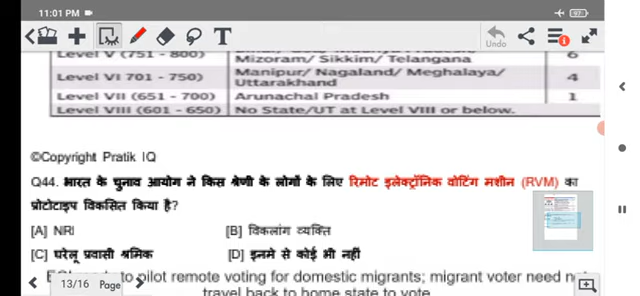 11:01 PM
97
T
Undo
Level V (751 - 800)
6
Mizoram/ Sikkim/ Telangana
Level VI 701 - 750)
Manipur/ Nagaland/ Meghalaya/
Uttarakhand
4
Level VII (651 - 700)
Arunachal Pradesh
1
Level VIII (601 - 650)
No State/UT at Level VIII or below.
©Copyright Pratik IQ
Q44. भारत के चुनाव आयोग ने किस श्रेणी के लोगों के लिए रिमोट इलेक्ट्रॉनिक वोटिंग मशीन (RVM) का
प्रोटोटाइप विकसित किया है?
[A] NRI
[B] विकलांग व्यक्ति
[C] घरेलू प्रवासी श्रमिक
[D] इनमे से कोई भी नहीं
to pilot remote voting for domestic migrants; migrant voter need
travel back to home state to vote
13/16 Page